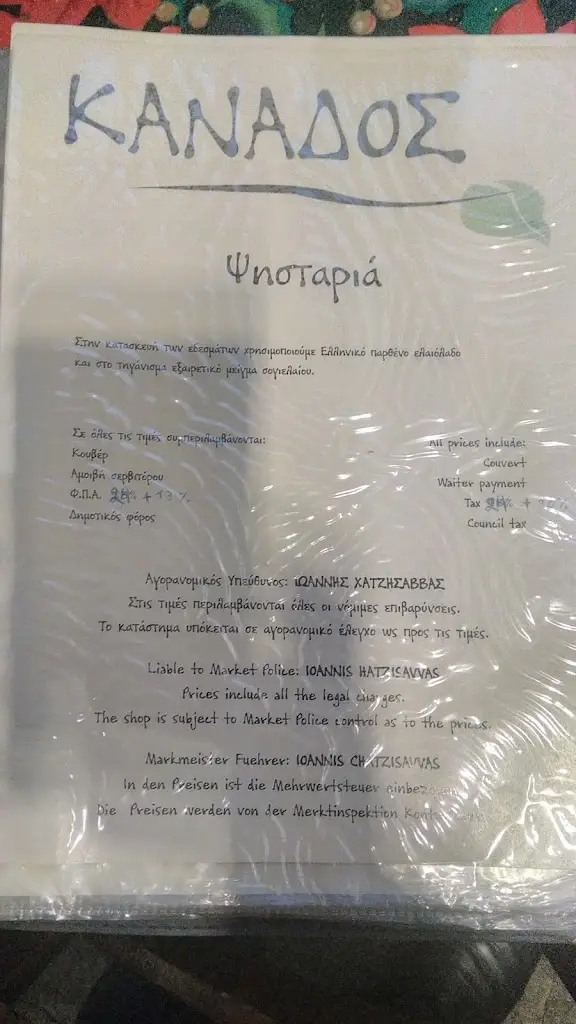 ΚΑΝΑΔΟΣ
Ψησταριά
Στην κατασκευή των εδεσμάτων χρησιμοποιούμε Ελληνικό παρθένο ελαιόλαδο
και στο τηγάνισμα εξαιρετικό μείγμα σογιελαίου.
Σε όλες τις τιμές συμπεριλαμβάνονται:
Κουβέρ
Αμοιβή σερβιτόρου
Φ.Π.Α. 24% + 13%
Δημοτικός φόρος
All prices include:
Couvert
Waiter payment
Tax 24% +
Council tax
Αγορανομικός Υπεύθυνος: ΙΩΑΝΝΗΣ ΧΑΤΖΗΣΑΒΒΑΣ
Στις τιμές περιλαμβάνονται όλες οι νόμιμες επιβαρύνσεις.
Το κατάστημα υπόκειται σε αγορανομικό έλεγχο ως προς τις τιμές.
Liable to Market Police: IOANNIS HATZISAVVAS
Prices include all the legal charges.
The shop is subject to Market Police control as to the prices.
Markmeister Fuehrer: IOANNIS CHATZISAVVAS
In den Preisen ist die Mehrwertsteuer
Die Preisen werden von der Merktinspektion